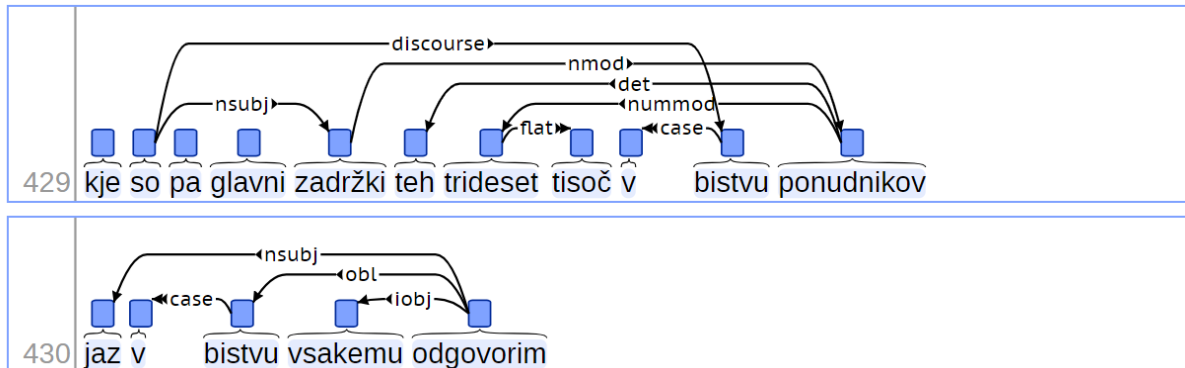 discourse
nmod
det
nsubj
nummod
flat
case
429 kje so pa glavni zadržki teh trideset tisoč v bistvu ponudnikov
nsubj
obl
case
iobj
430 jaz v bistvu vsakemu odgovorim